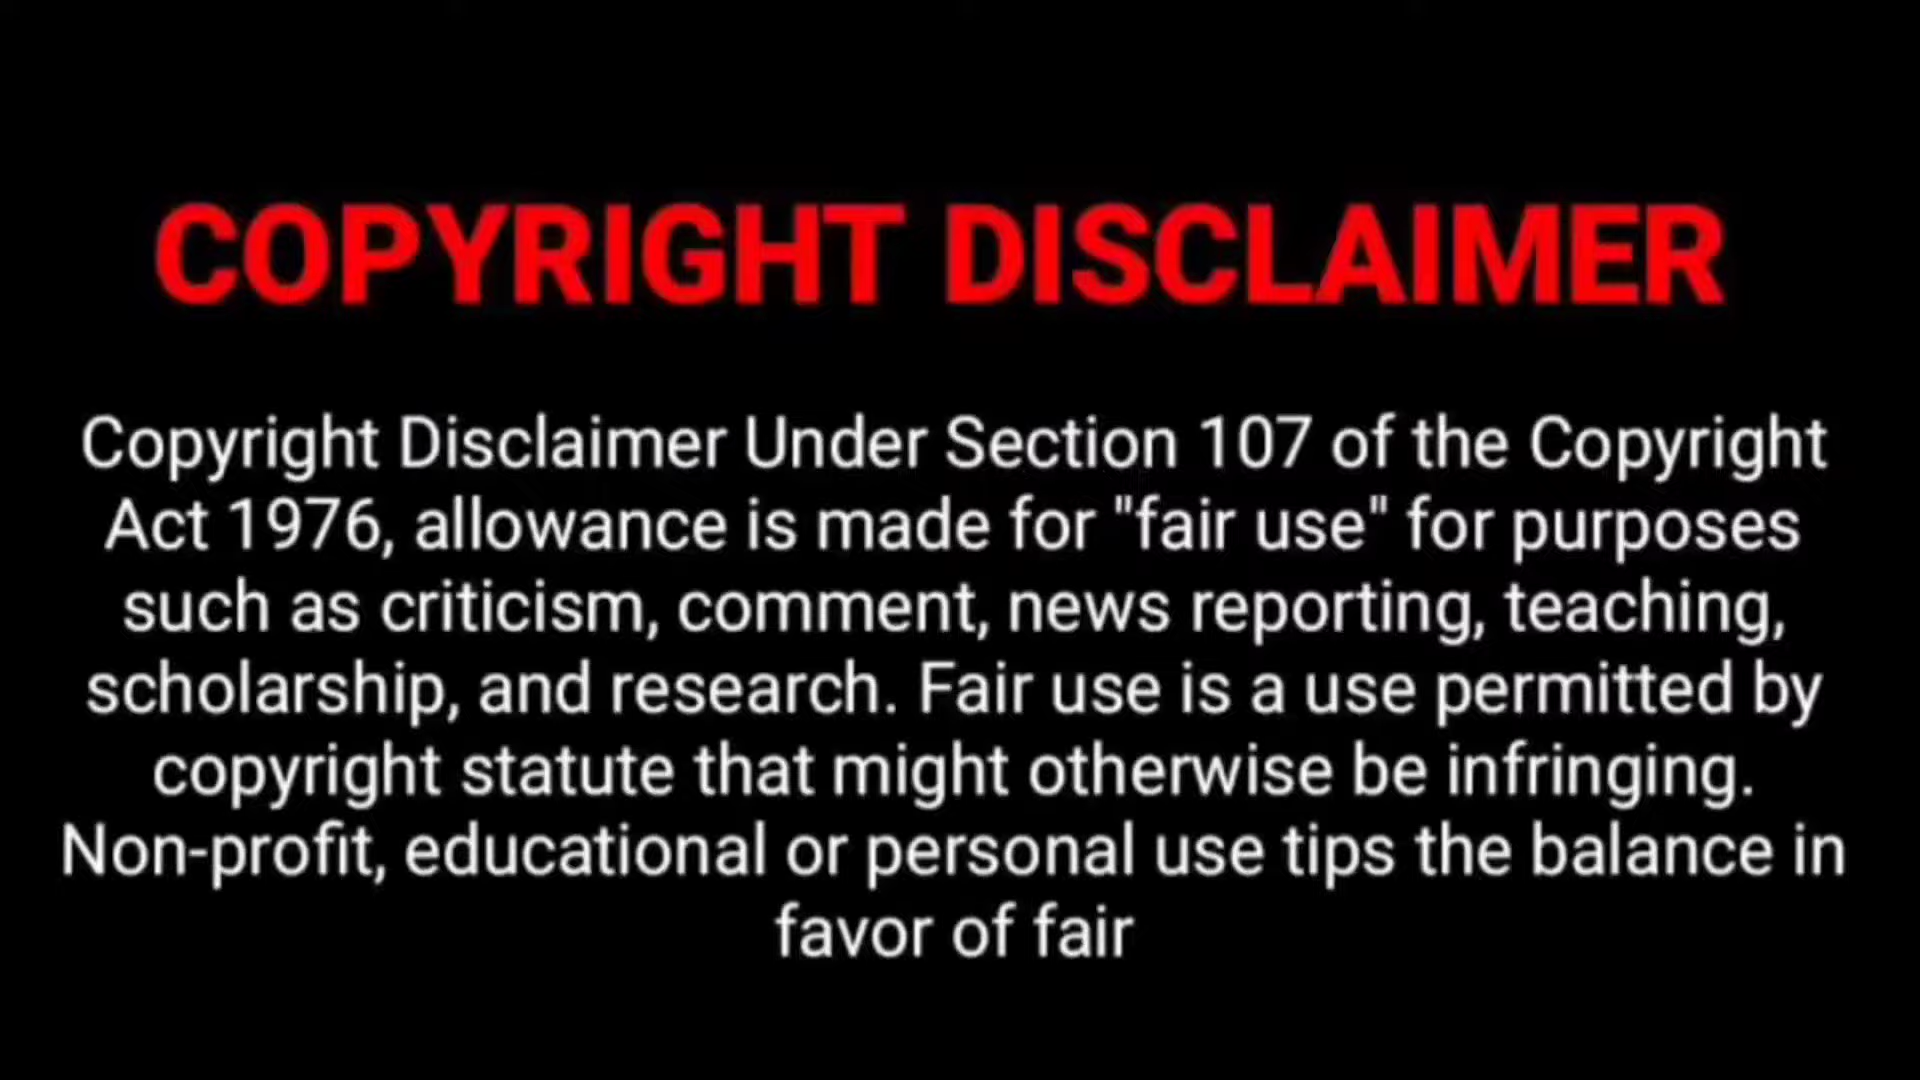 COPYRIGHT DISCLAIMER
Copyright Disclaimer Under Section 107 of the Copyright
Act 1976, allowance is made for "fair use" for purposes
such as criticism, comment, news reporting, teaching,
scholarship, and research. Fair use is a use permitted by
copyright statute that might otherwise be infringing.
Non-profit, educational or personal use tips the balance in
favor of fair